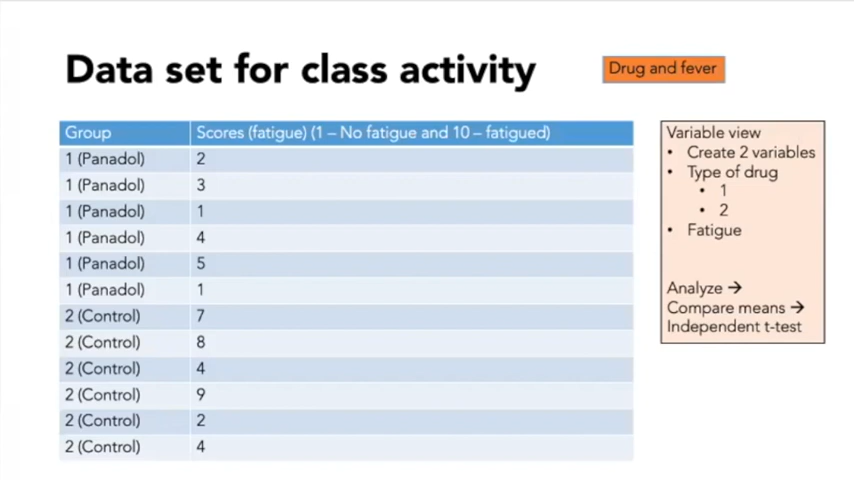 Data set for class activity
Drug and fever
Group Scores (fatigue) (1 – No fatigue and 10 – fatigued)
1 (Panadol) 2
1 (Panadol) 3
1 (Panadol) 1
1 (Panadol) 4
1 (Panadol) 5
1 (Panadol) 1
2 (Control) 7
2 (Control) 8
2 (Control) 4
2 (Control) 9
2 (Control) 2
2 (Control) 4
Variable view
• Create 2 variables
• Type of drug
• 1
• 2
• Fatigue
Analyze →
Compare means →
Independent t-test